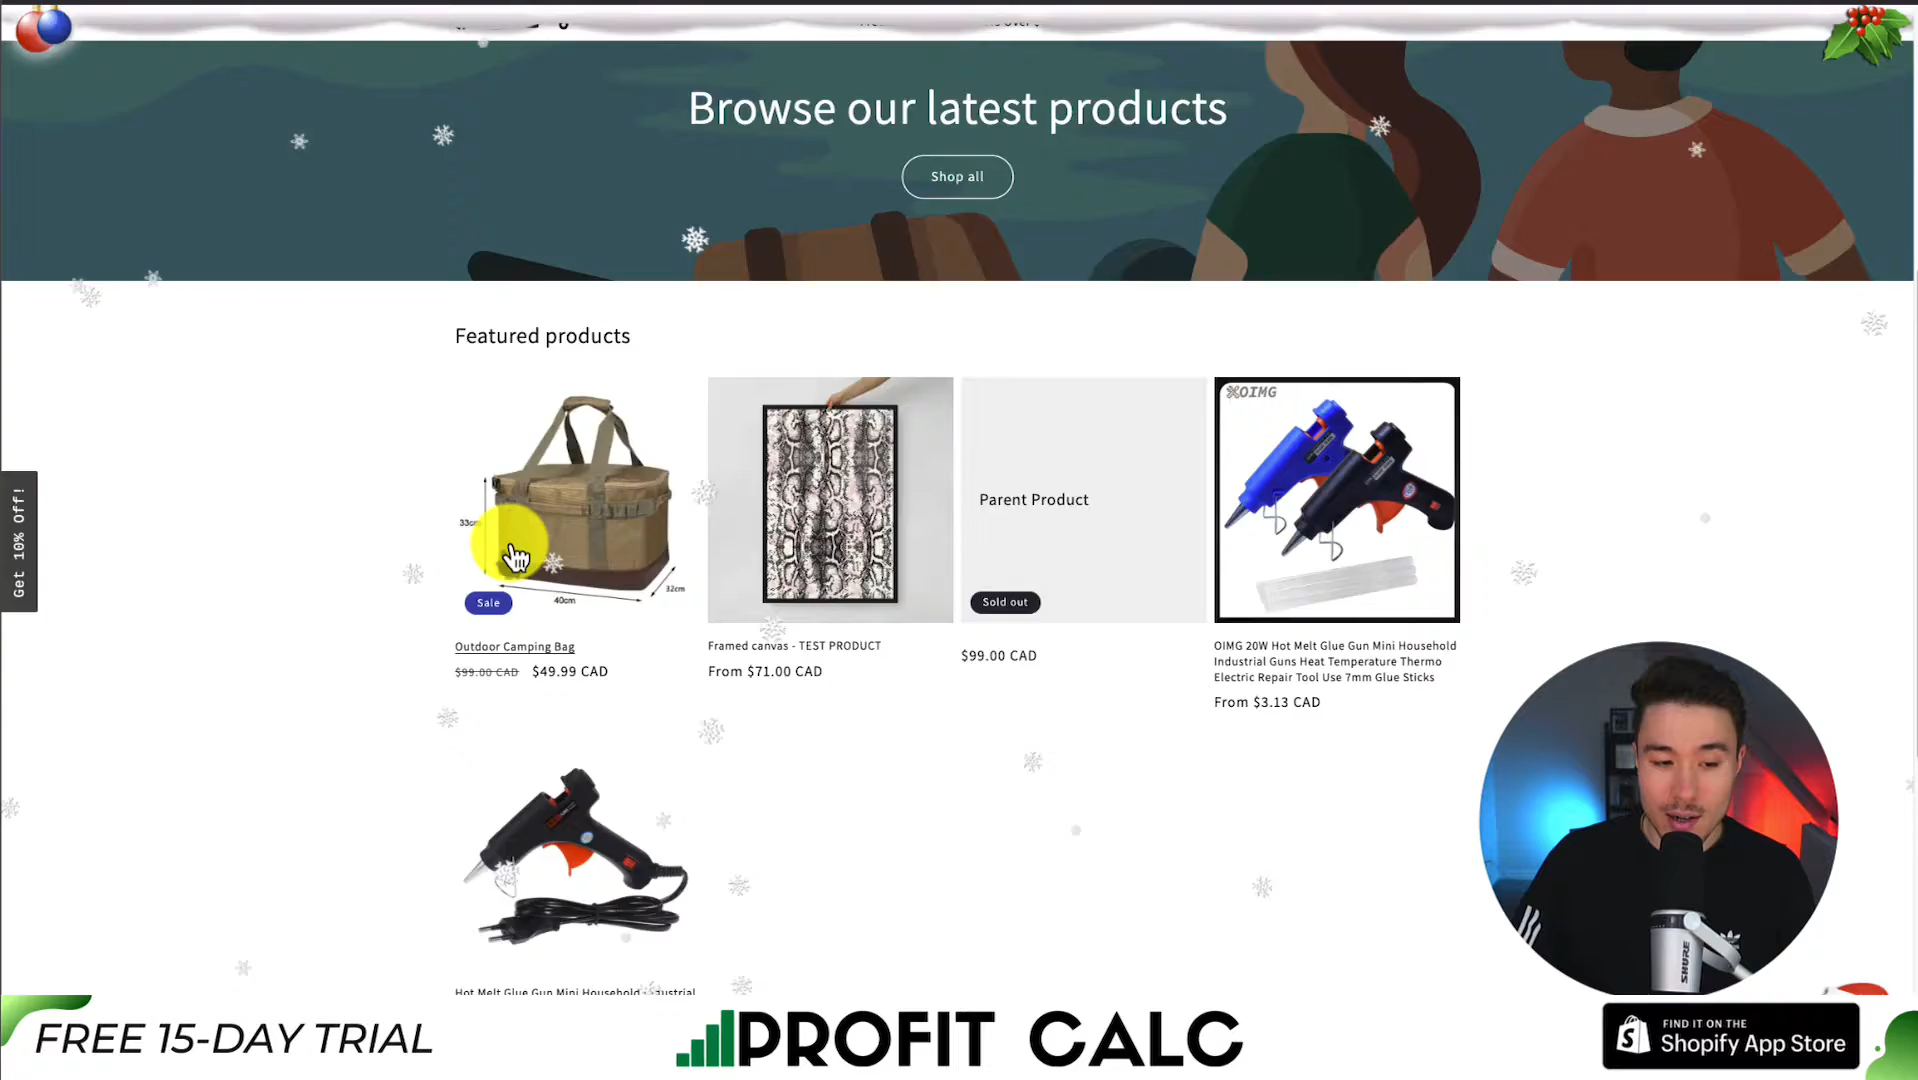 Browse our latest products
Shop all
Featured products
OIMG
Parent Product
Get 10% Off!
33cm
40cm
32cm
Sale
Sold out
Outdoor Camping Bag
$99.00 CAD $49.99 CAD
Framed canvas - TEST PRODUCT
From $71.00 CAD
$99.00 CAD
OIMG 20W Hot Melt Glue Gun Mini Household
Industrial Guns Heat Temperature Thermo
Electric Repair Tool Use 7mm Glue Sticks
From $3.13 CAD
Hot Melt Glue Gun Mini Household
SHURE
FREE 15-DAY TRIAL
PROFIT CALC
FIND IT ON THE
Shopify App Store